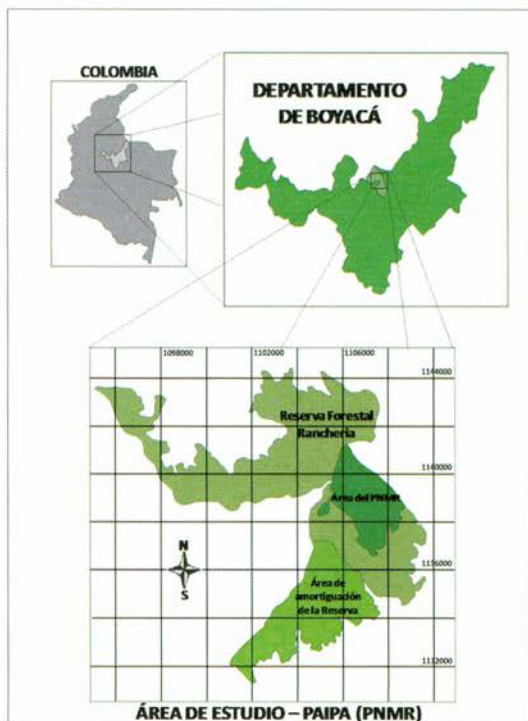 COLOMBIA
DEPARTAMENTO
DE BOYACÁ
1098000
1102000
1106000
1144000
Reserva Forestal
Ranchería
1140000
Área del PNMR
N
S
1136000
Área de
amortiguación
de la Reserva
1132000
ÁREA DE ESTUDIO – PAIPA (PNMR)